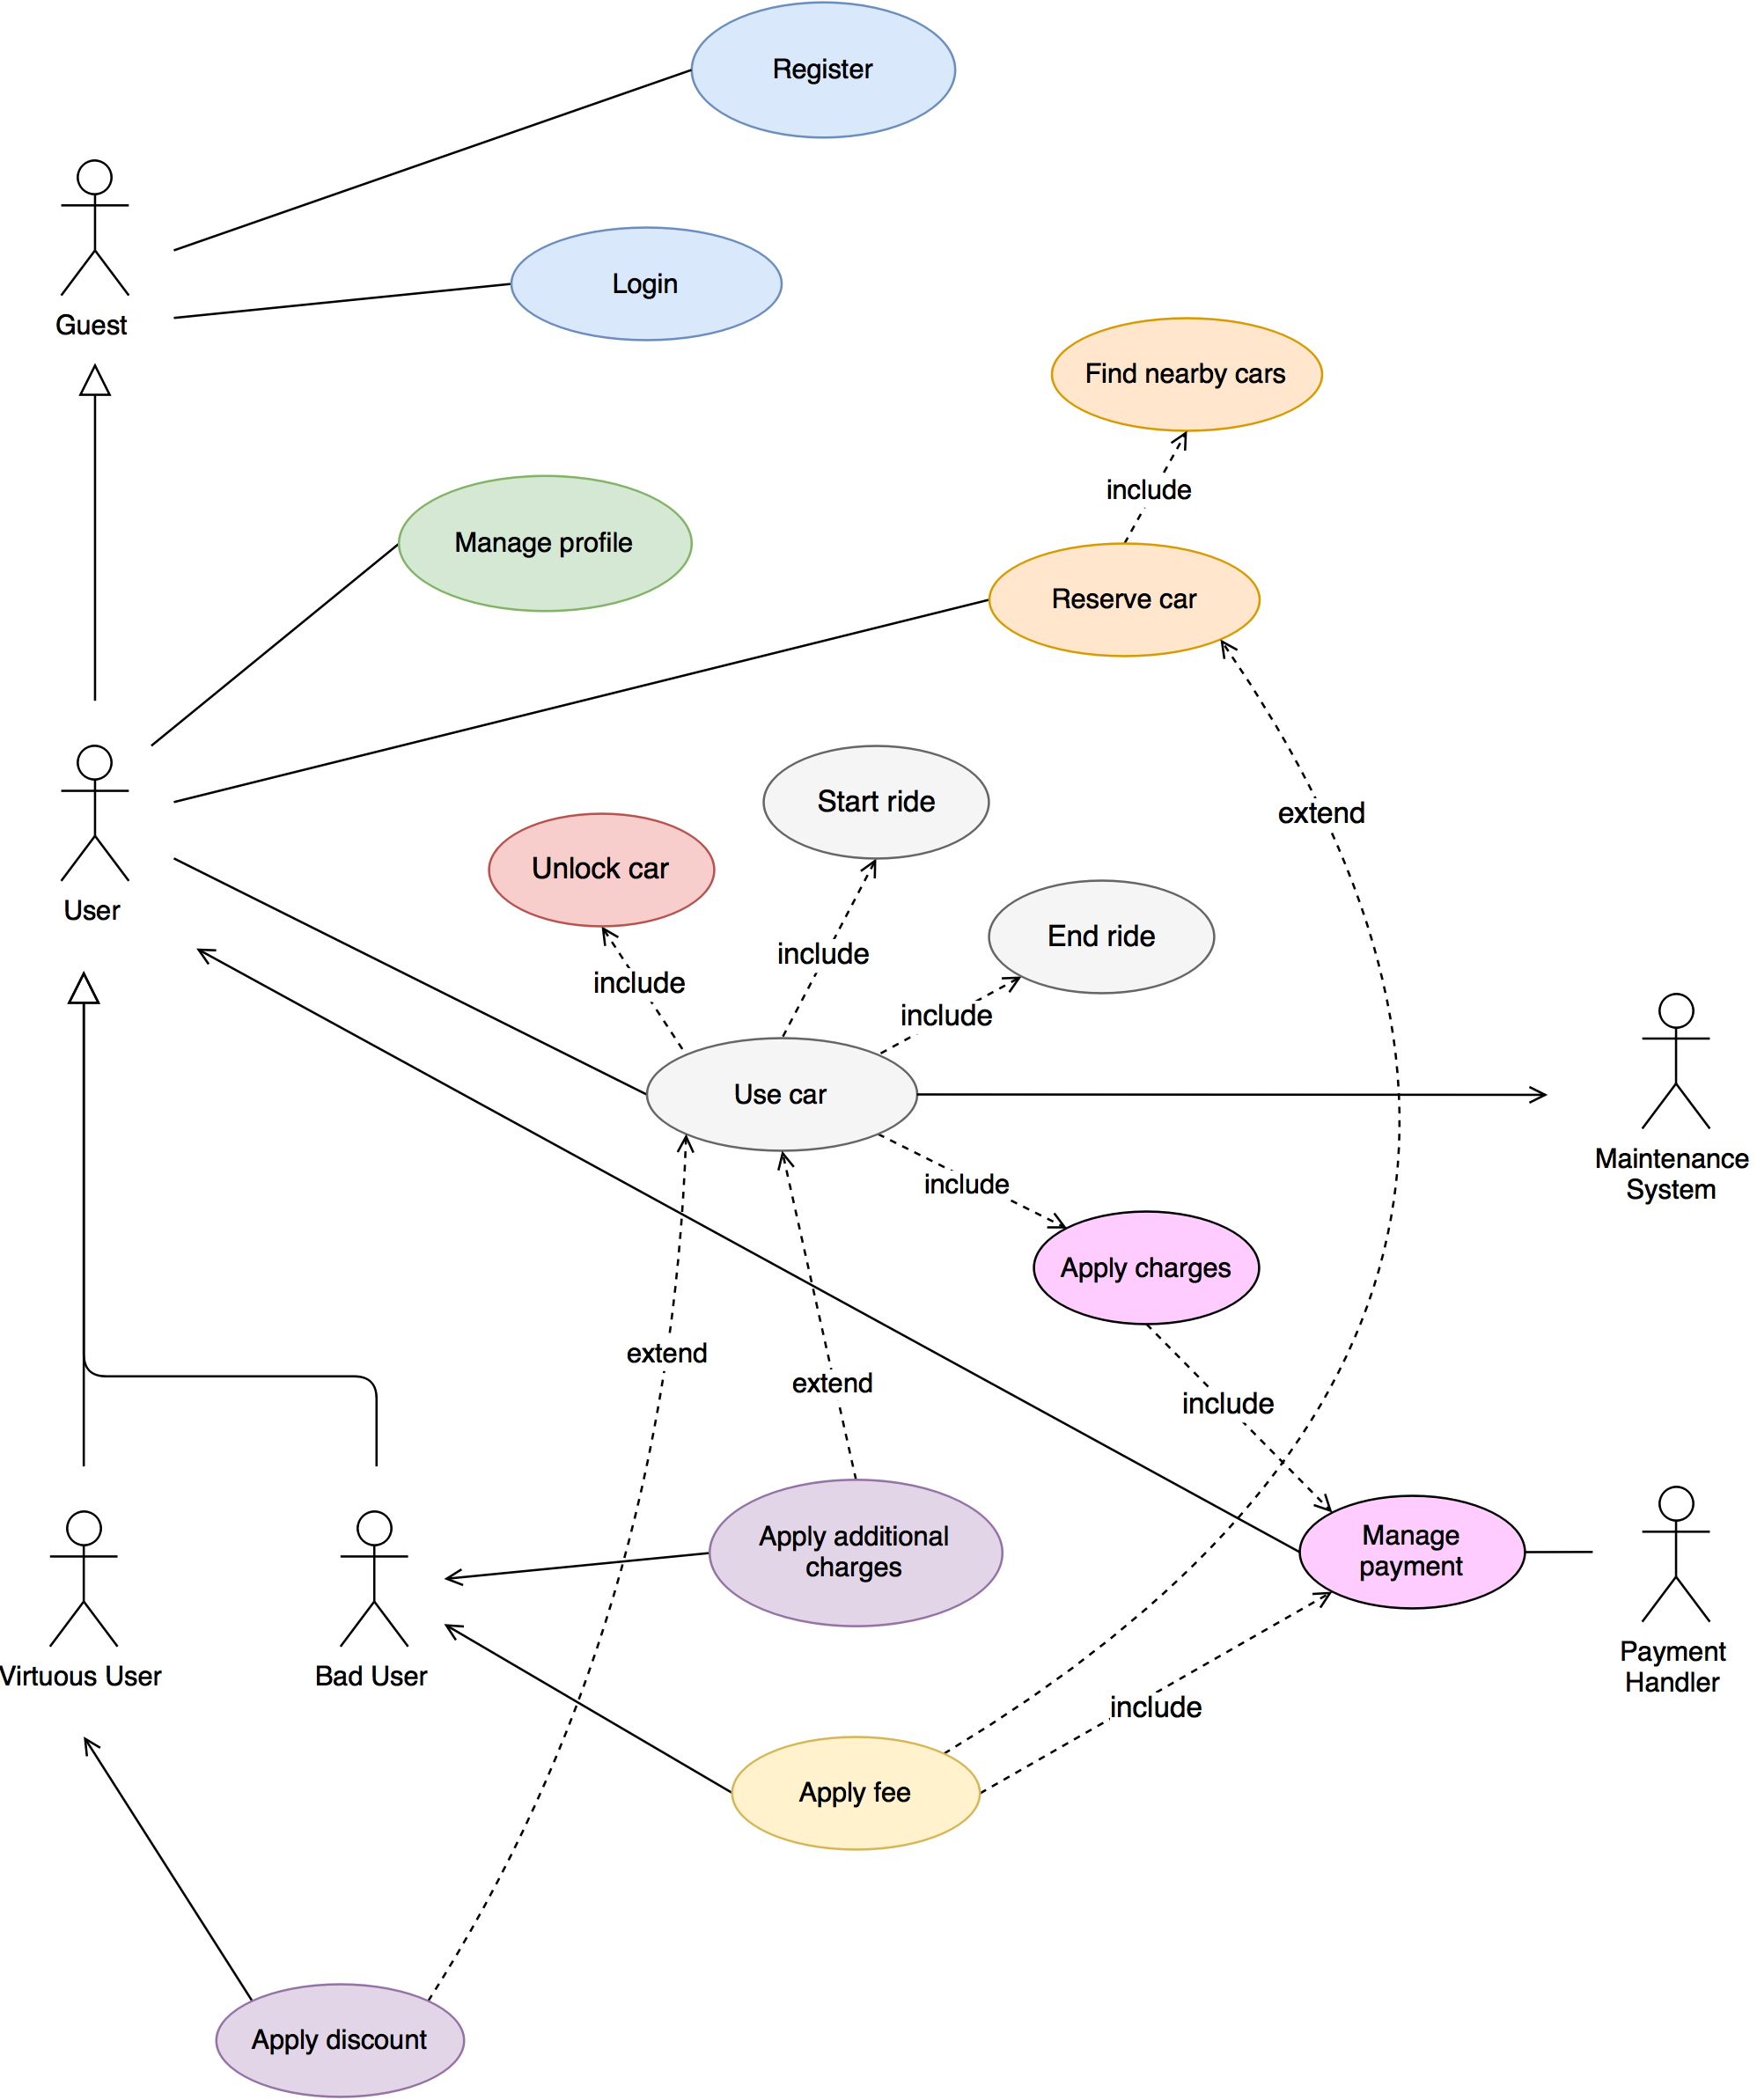 Register
Login
Guest
Find nearby cars
include
Manage profile
Reserve car
Start ride
extend
Unlock car
User
End ride
include
include
include
Use car
Maintenance
System
include
Apply charges
extend
extend
include
Apply additional
charges
Manage
payment
Virtuous User
Bad User
Payment
Handler
include
Apply fee
Apply discount